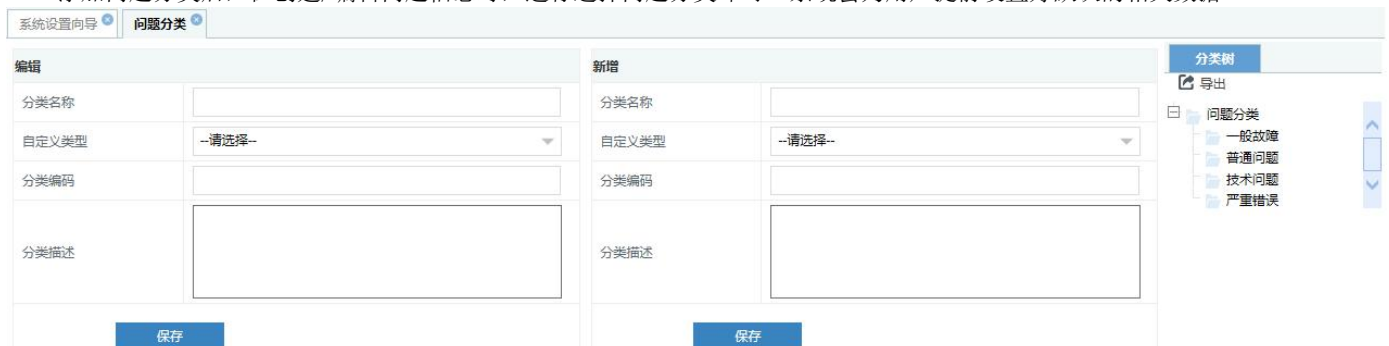 系统设置向导 问题分类
编辑
分类名称
自定义类型 --请选择--
分类编码
分类描述
保存
新增
分类名称
自定义类型 --请选择--
分类编码
分类描述
保存
分类树
导出
问题分类
一般故障
普通问题
技术问题
严重错误